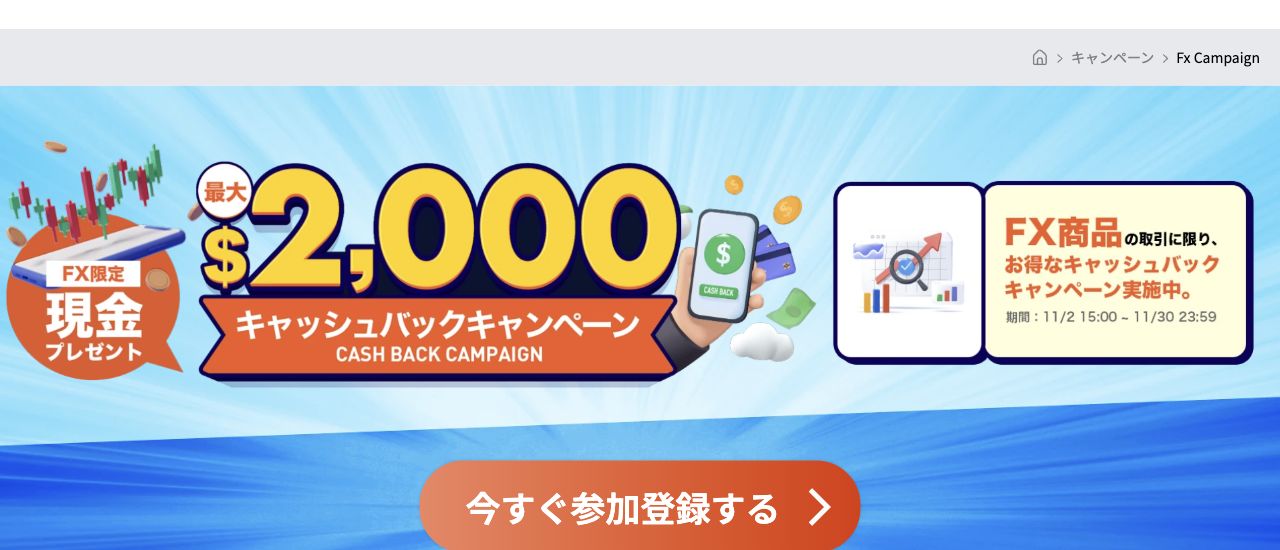 キャンペーン
Fx Campaign
最大
$2,000
FX限定
現金
プレゼント
キャッシュバックキャンペーン
CASH BACK CAMPAIGN
$
CASH BACK
FX商品の取引に限り、
お得なキャッシュバック
キャンペーン実施中。
期間：11/2 15:00 ~ 11/30 23:59
今すぐ参加登録する